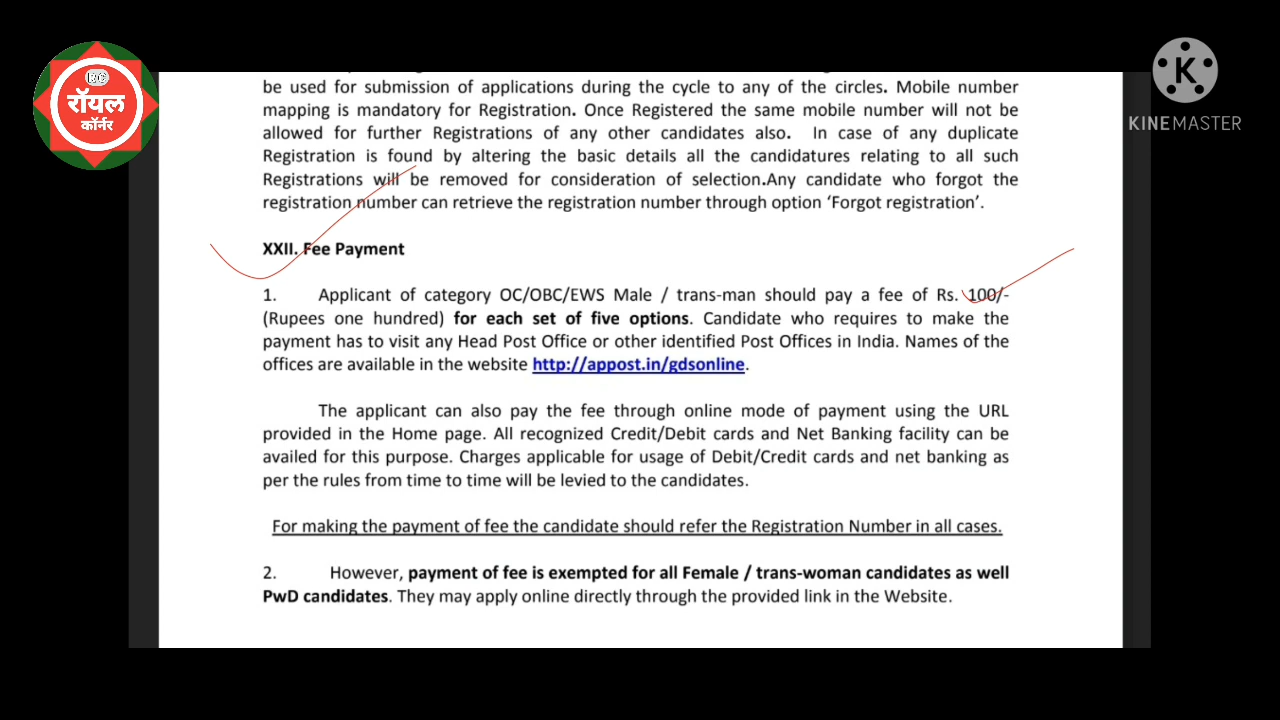 RC
रॉयल
कॉर्नर
K
KINEMASTER
be used for submission of applications during the cycle to any of the circles. Mobile number
mapping is mandatory for Registration. Once Registered the same mobile number will not be
allowed for further Registrations of any other candidates also. In case of any duplicate
Registration is found by altering the basic details all the candidatures relating to all such
Registrations will be removed for consideration of selection.Any candidate who forgot the
registration number can retrieve the registration number through option ‘Forgot registration’.
XXII. Fee Payment
1. Applicant of category OC/OBC/EWS Male / trans-man should pay a fee of Rs. 100/-
(Rupees one hundred) for each set of five options. Candidate who requires to make the
payment has to visit any Head Post Office or other identified Post Offices in India. Names of the
offices are available in the website http://appost.in/gdsonline.
The applicant can also pay the fee through online mode of payment using the URL
provided in the Home page. All recognized Credit/Debit cards and Net Banking facility can be
availed for this purpose. Charges applicable for usage of Debit/Credit cards and net banking as
per the rules from time to time will be levied to the candidates.
For making the payment of fee the candidate should refer the Registration Number in all cases.
2. However, payment of fee is exempted for all Female / trans-woman candidates as well
PwD candidates. They may apply online directly through the provided link in the Website.